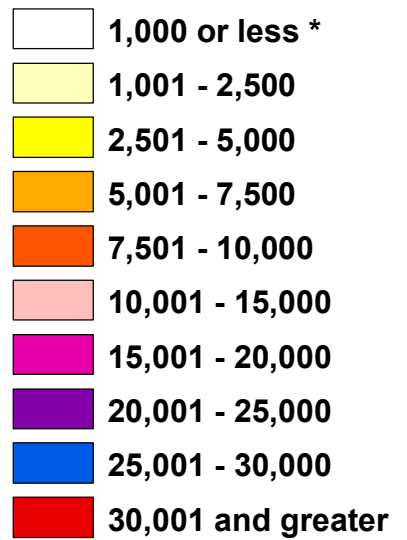 1,000 or less *
1,001 - 2,500
2,501 - 5,000
5,001 - 7,500
7,501 - 10,000
10,001 - 15,000
15,001 - 20,000
20,001 - 25,000
25,001 - 30,000
30,001 and greater